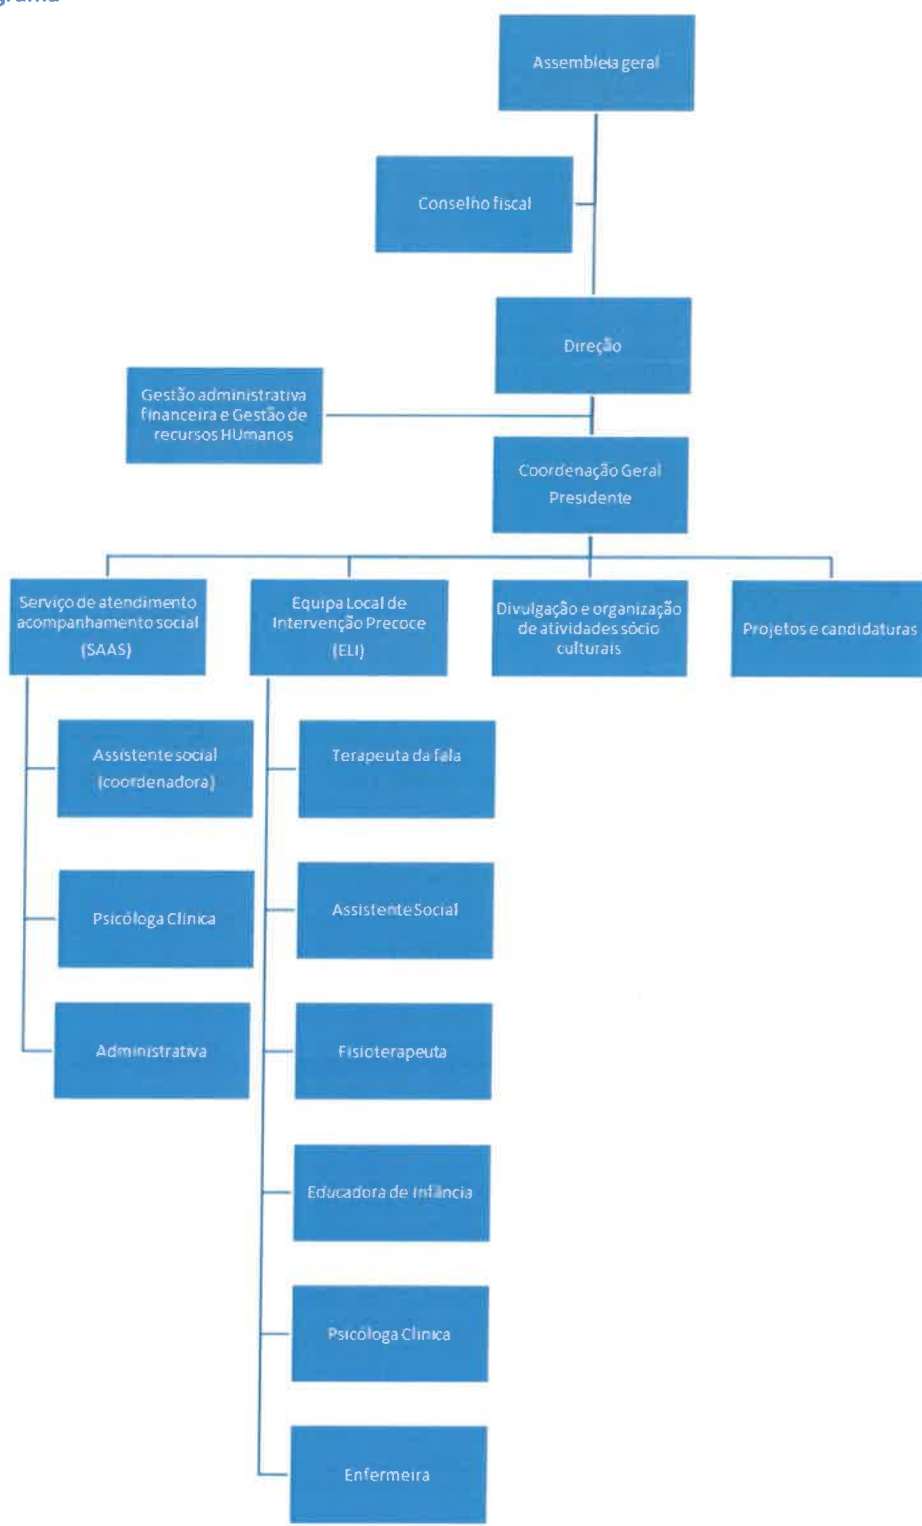 Assembleia geral
Conselho fiscal
Direção
Gestão administrativa
financeira e Gestão de
recursos HUmanos
Coordenação Geral
Presidente
Serviço de atendimento
acompanhamento social
(SAAS)
Equipa Local de
Intervenção Precoce
(ELI)
Divulgação e organização
de atividades sócio
culturais
Projetos e candidaturas
Assistente social
(coordenadora)
Psicóloga Clínica
Administrativa
Terapeuta da fala
Assistente Social
Fisioterapeuta
Educadora de Infância
Psicóloga Clinica
Enfermeira